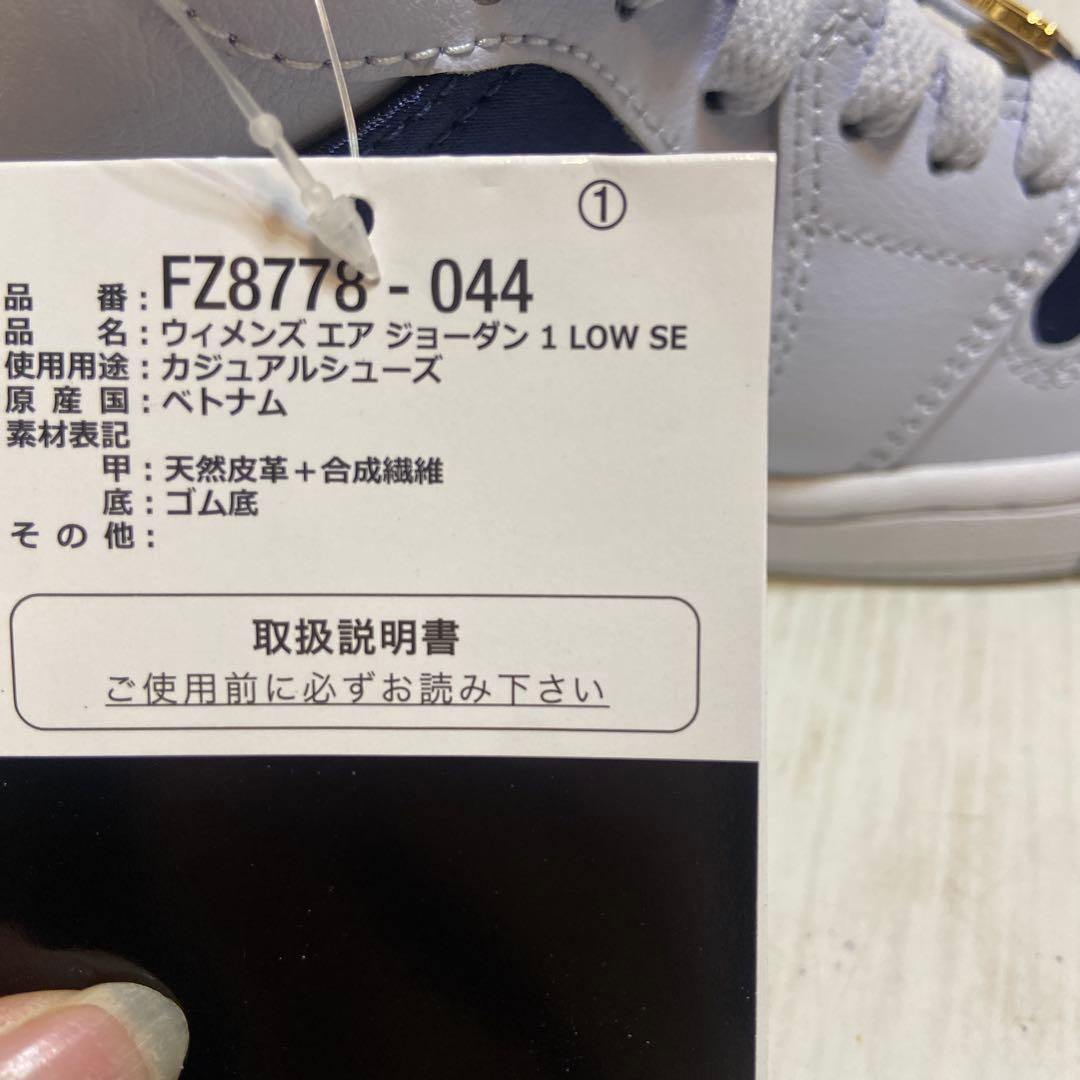 ①
品 番：FZ8778 - 044
品 名：ウィメンズ エア ジョーダン 1 LOW SE
使用用途：カジュアルシューズ
原 産 国：ベトナム
素材表記
甲：天然皮革＋合成繊維
底：ゴム底
そ の 他：
取扱説明書
ご使用前に必ずお読み下さい